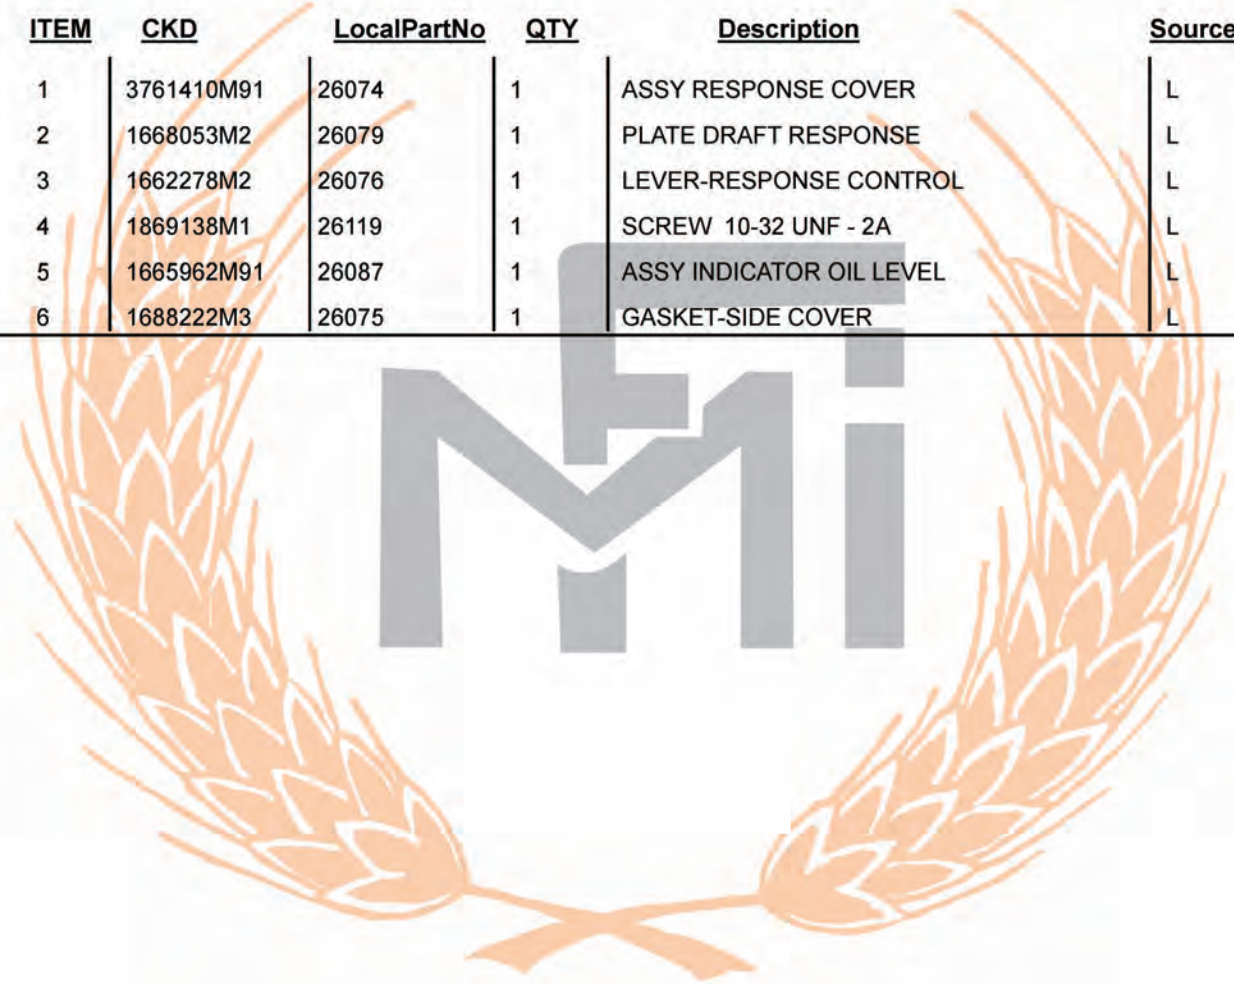 ITEM CKD LocalPartNo QTY Description Source
1 3761410M91 26074 1 ASSY RESPONSE COVER L
2 1668053M2 26079 1 PLATE DRAFT RESPONSE L
3 1662278M2 26076 1 LEVER-RESPONSE CONTROL L
4 1869138M1 26119 1 SCREW 10-32 UNF - 2A L
5 1665962M91 26087 1 ASSY INDICATOR OIL LEVEL L
6 1688222M3 26075 1 GASKET-SIDE COVER L